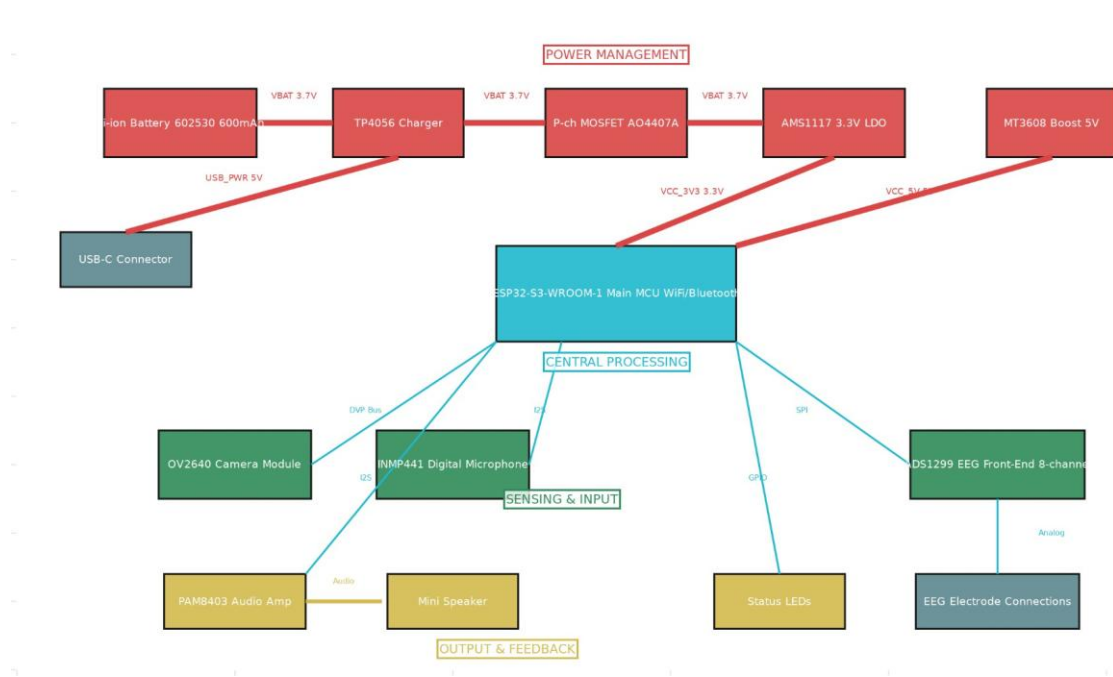 POWER MANAGEMENT
VBAT 3.7V
VBAT 3.7V
VBAT 3.7V
i-ion Battery 602530 600mAh
TP4056 Charger
P-ch MOSFET AO4407A
AMS1117 3.3V LDO
MT3608 Boost 5V
USB_PWR 5V
VCC_3V3 3.3V
VCC_5V
USB-C Connector
ESP32-S3-WROOM-1 Main MCU WiFi/Bluetooth
CENTRAL PROCESSING
DVP Bus
I2S
SPI
OV2640 Camera Module
INMP441 Digital Microphone
ADS1299 EEG Front-End 8-channel
I2S
GPIO
SENSING & INPUT
Analog
Audio
PAM8403 Audio Amp
Mini Speaker
Status LEDs
EEG Electrode Connections
OUTPUT & FEEDBACK